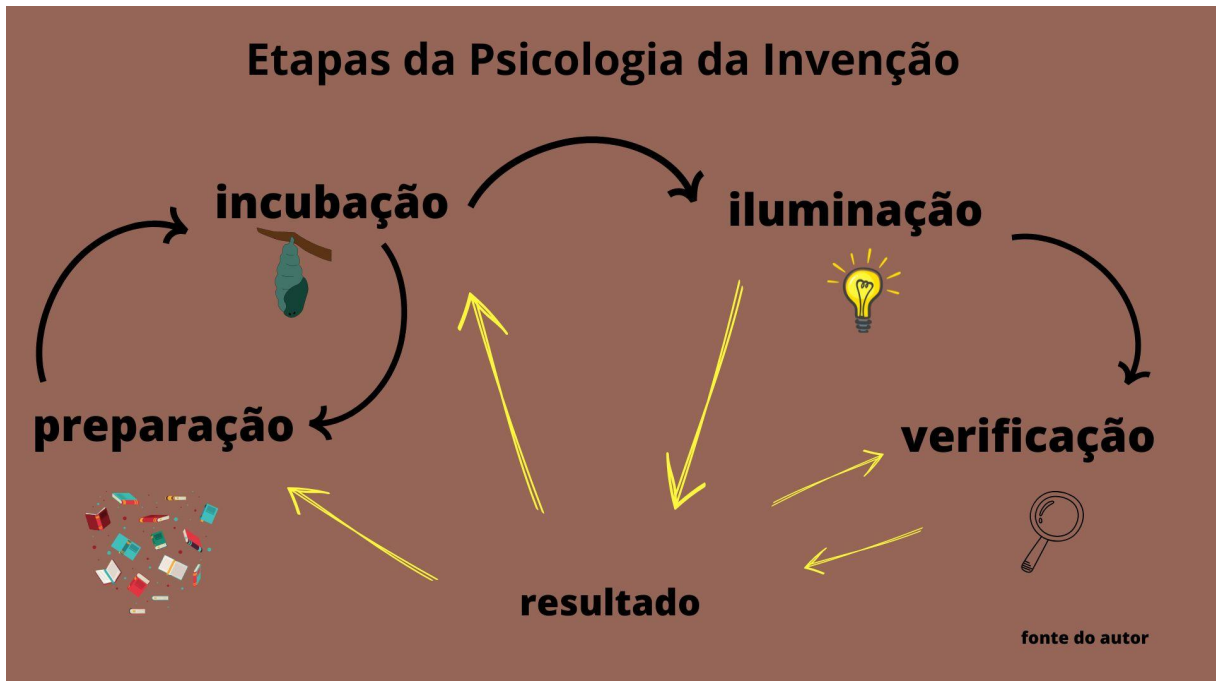 Etapas da Psicologia da Invenção
incubação
iluminação
preparação
verificação
resultado
fonte do autor